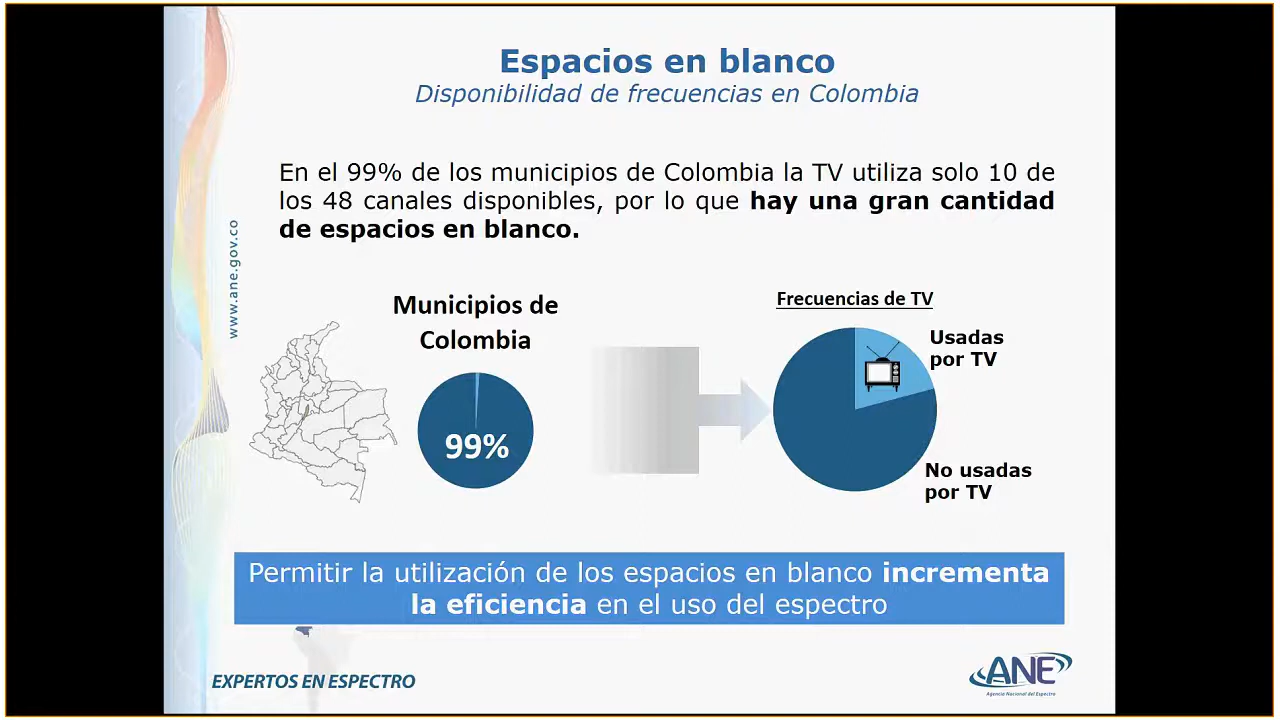 Espacios en blanco
Disponibilidad de frecuencias en Colombia
En el 99% de los municipios de Colombia la TV utiliza solo 10 de
los 48 canales disponibles, por lo que hay una gran cantidad
de espacios en blanco.
www.ane.gov.co
Municipios de
Colombia
99%
Frecuencias de TV
Usadas
por TV
No usadas
por TV
Permitir la utilización de los espacios en blanco incrementa
la eficiencia en el uso del espectro
EXPERTOS EN ESPECTRO
ANE
Agencia Nacional del Espectro